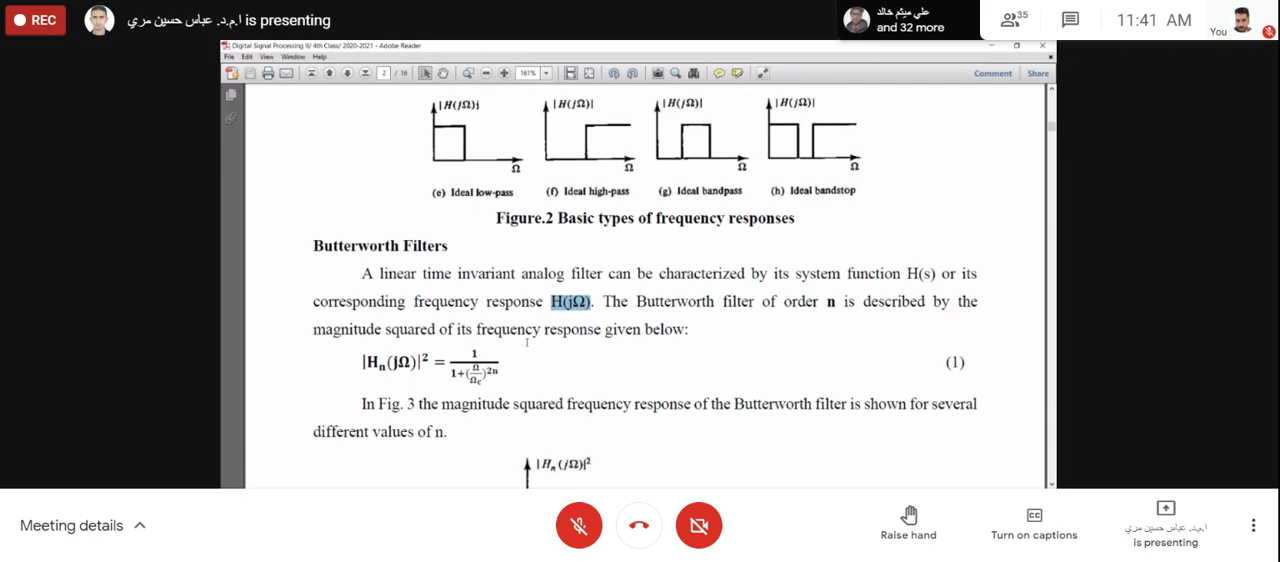 REC
ا.م.د. عباس حسين مري is presenting
علي ميثم خالد
and 32 more
35
11:41 AM
You
Digital Signal Processing II/ 4th Class/ 2020-2021 - Adobe Reader
File Edit View Window Help
2 / 16 181% Comment Share
|H(jΩ)| |H(jΩ)| |H(jΩ)| |H(jΩ)|
Ω Ω Ω Ω
(e) Ideal low-pass (f) Ideal high-pass (g) Ideal bandpass (h) Ideal bandstop
Figure.2 Basic types of frequency responses
Butterworth Filters
A linear time invariant analog filter can be characterized by its system function H(s) or its
corresponding frequency response H(jΩ). The Butterworth filter of order n is described by the
magnitude squared of its frequency response given below:
|Hn(jΩ)|² = 1 / 1+(Ω/Ωc)²ⁿ (1)
In Fig. 3 the magnitude squared frequency response of the Butterworth filter is shown for several
different values of n.
|Hn(jΩ)|²
Meeting details
Raise hand
Turn on captions
ا.م.د. عباس حسين مري
is presenting